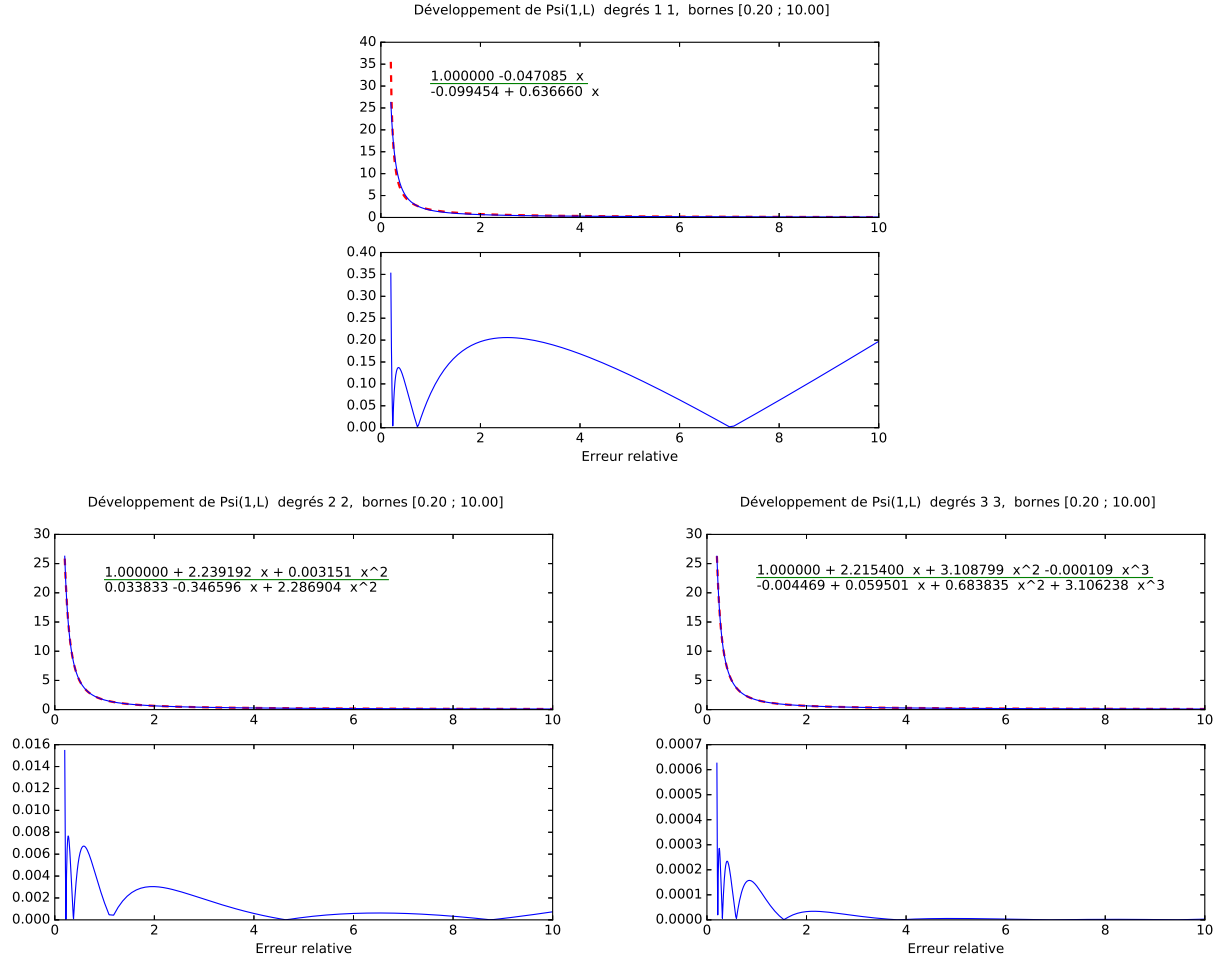 Développement de Psi(1,L) degrés 1 1, bornes [0.20 ; 10.00]
40
35
30
25
20
15
10
5
0
1.000000 -0.047085 x
-0.099454 + 0.636660 x
0 2 4 6 8 10
0.40
0.35
0.30
0.25
0.20
0.15
0.10
0.05
0.00
0 2 4 6 8 10
Erreur relative
Développement de Psi(1,L) degrés 2 2, bornes [0.20 ; 10.00]
30
25
20
15
10
5
0
1.000000 + 2.239192 x + 0.003151 x^2
0.033833 -0.346596 x + 2.286904 x^2
0 2 4 6 8 10
0.016
0.014
0.012
0.010
0.008
0.006
0.004
0.002
0.000
0 2 4 6 8 10
Erreur relative
Développement de Psi(1,L) degrés 3 3, bornes [0.20 ; 10.00]
30
25
20
15
10
5
0
1.000000 + 2.215400 x + 3.108799 x^2 -0.000109 x^3
-0.004469 + 0.059501 x + 0.683835 x^2 + 3.106238 x^3
0 2 4 6 8 10
0.0007
0.0006
0.0005
0.0004
0.0003
0.0002
0.0001
0.0000
0 2 4 6 8 10
Erreur relative